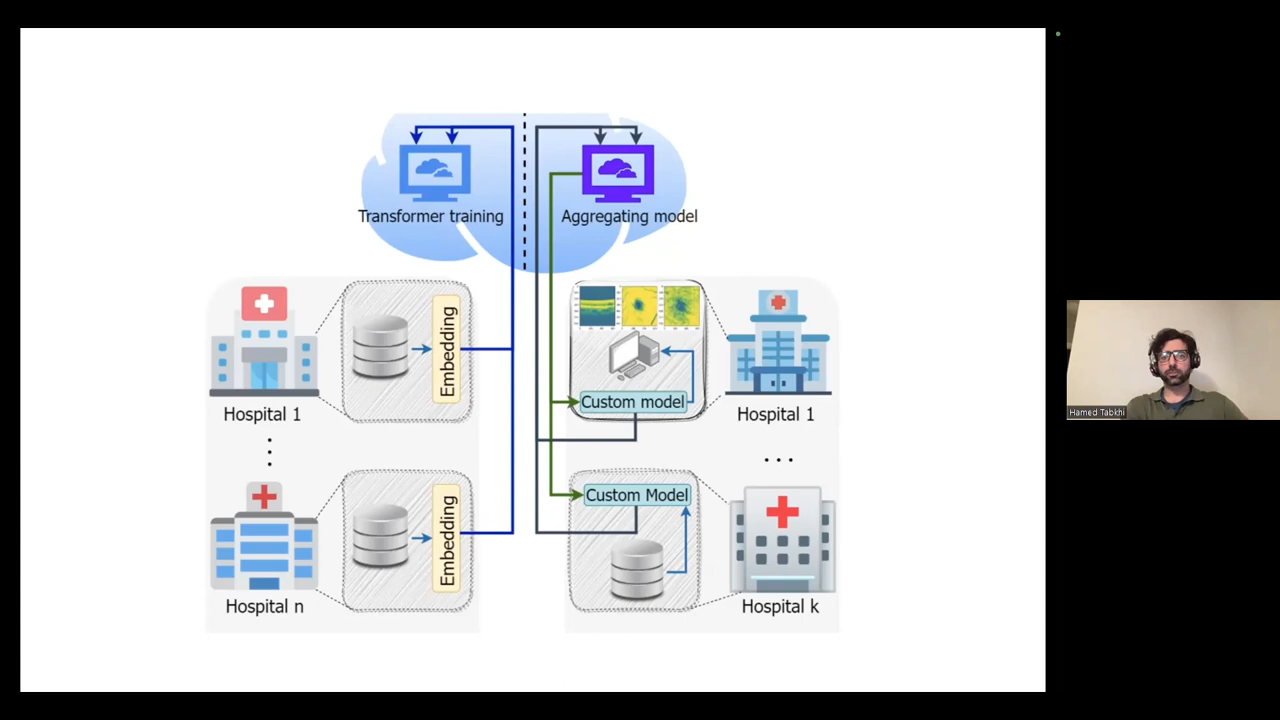 Transformer training
Aggregating model
Embedding
Hospital 1
Embedding
Hospital n
Custom model
Hospital 1
Custom Model
Hospital k
Hamed Tabkhi